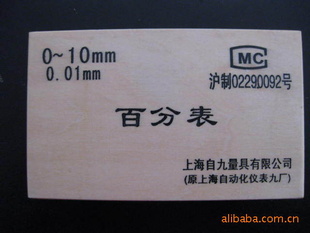 0~10mm
0.01mm
MC
沪制02290092号
百分表
上海自九量具有限公司
(原上海自动化仪表九厂)
alibaba.com.cn